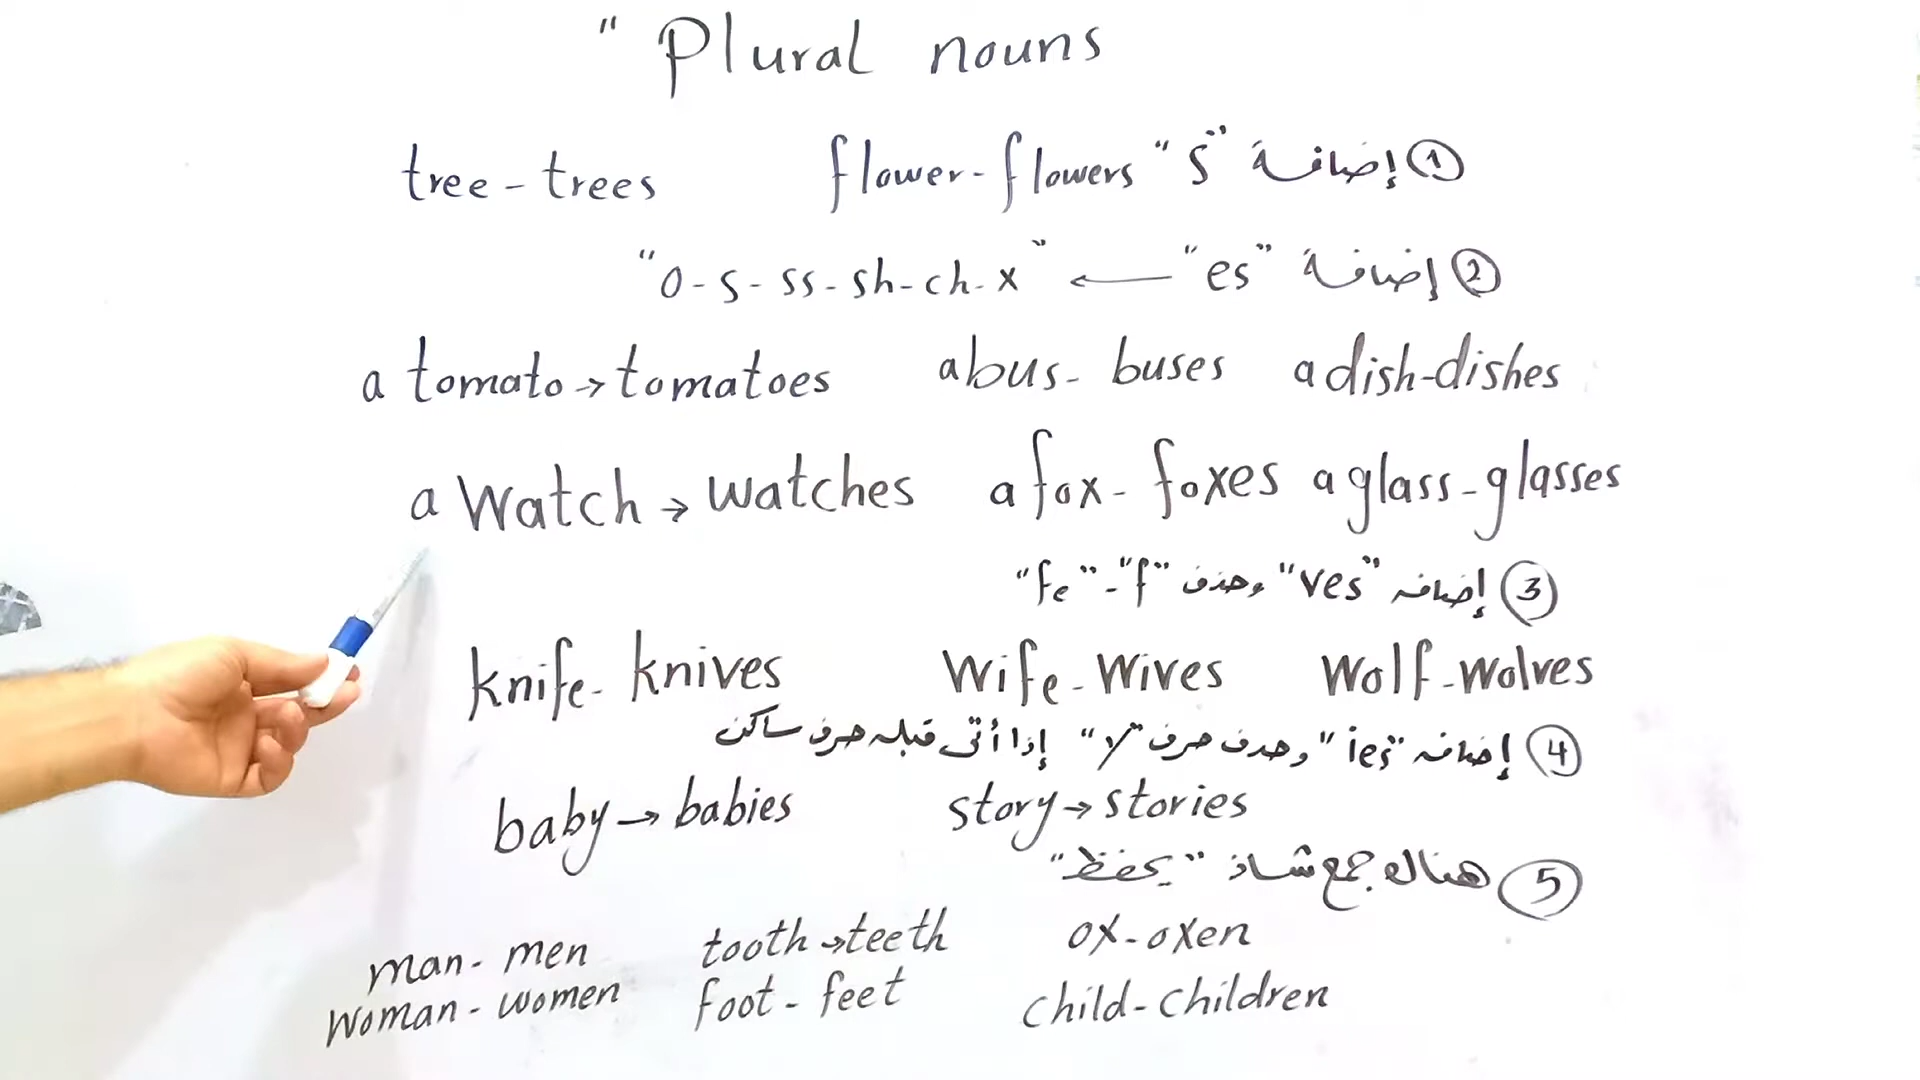 " Plural nouns
① إضافة "s" flower - flowers tree - trees
② إضافة "es" ← "o - s - ss - sh - ch - x"
a tomato → tomatoes a bus - buses a dish - dishes
a watch → watches a fox - foxes a glass - glasses
③ إضافه "ves" وحذف "f" - "fe"
knife - knives wife - wives wolf - wolves
④ إضافه "ies" وحذف حرف "y" إذا أتى قبله حرف ساكن
baby → babies story → stories
⑤ هناك جمع شاذ "يحفظ"
man - men tooth → teeth ox - oxen
woman - women foot - feet child - children